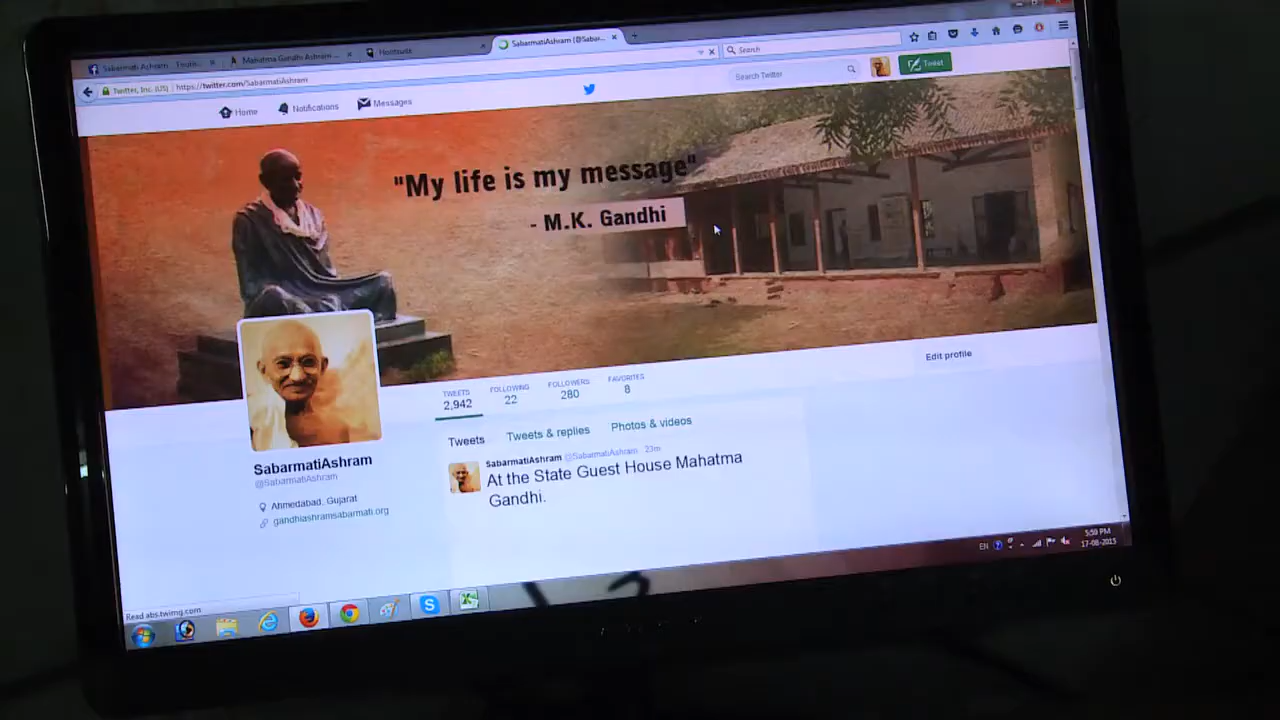 Sabarmati Ashram
Mahatma Gandhi Ashram
Hootsuite
SabarmatiAshram (@Sabar...
Twitter, Inc. (US)
https://twitter.com/SabarmatiAshram
Search
Home
Notifications
Messages
Search Twitter
Tweet
"My life is my message"
- M.K. Gandhi
Edit profile
TWEETS
2,942
FOLLOWING
22
FOLLOWERS
280
FAVORITES
8
Tweets
Tweets & replies
Photos & videos
SabarmatiAshram
@SabarmatiAshram
Ahmedabad, Gujarat
gandhiashramsabarmati.org
SabarmatiAshram @SabarmatiAshram 23m
At the State Guest House Mahatma
Gandhi.
Read abs.twimg.com
EN
5:59 PM
17-08-2015